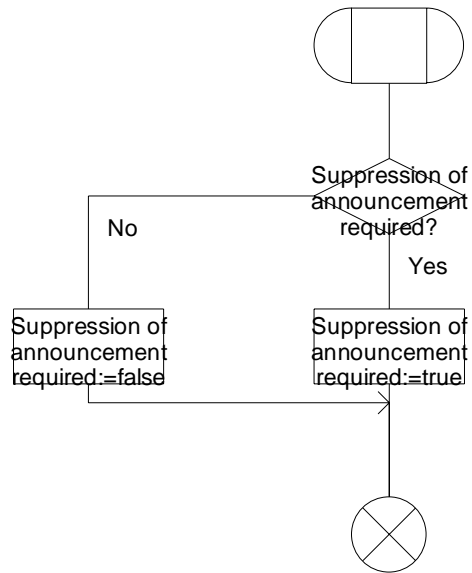 Suppression of
announcement
required?
No
Yes
Suppression of
announcement
required:=false
Suppression of
announcement
required:=true